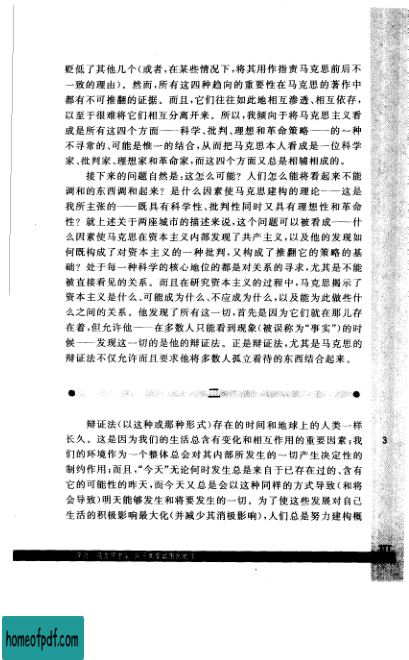 贬低了其他几个(或者,在某些情况下,将其用作指责马克思前后不
一致的理由)。然而,所有这四种趋向的重要性在马克思的著作中
都有不可推翻的证据。而且,它们往往如此地相互渗透、相互依存,
以至于很难将它们相互分离开来。所以,我倾向于将马克思主义看
成是所有这四个方面——科学、批判、理想和革命策略——的一种
不寻常的、可能是惟一的结合,从而把马克思本人看成是一位科学
家、批判家、理想家和革命家,而这四个方面又总是相辅相成的。
接下来的问题自然是:这怎么可能? 人们怎么能将看起来不能
调和的东西调和起来? 是什么因素使马克思建构的理论——这是
我所主张的——既具有科学性、批判性同时又具有理想性和革命
性? 就上述关于两座城市的描述来说,这个问题可以被看成——什
么因素使马克思在资本主义内部发现了共产主义,以及他的发现如
何既构成了对资本主义的一种批判,又构成了推翻它的策略的基
础? 处于每一种科学的核心地位的都是对关系的寻求,尤其是不能
被直接看见的关系。而且在研究资本主义的过程中,马克思揭示了
资本主义是什么、可能成为什么、不应成为什么,以及能为此做些什
么之间的关系。他发现了所有这一切,首先是因为它们就在那儿存
在着,但允许他——在多数人只能看到现象(被误称为“事实”)的时
候——发现这一切的是他的辩证法。正是辩证法,尤其是马克思的
辩证法不仅允许而且要求他将多数人孤立看待的东西结合起来。
二
辩证法(以这种或那种形式)存在的时间和地球上的人类一样
长久。这是因为我们的生活总含有变化和相互作用的重要因素;我
们的环境作为一个整体总会对其内部所发生的一切产生决定性的
制约作用;而且,“今天”无论何时发生总是来自于已存在过的、含有
它的可能性的昨天,而今天又总是会以这种同样的方式导致(和将
会导致)明天能够发生和将要发生的一切。为了使这些发展对自己
生活的积极影响最大化(并减少其消极影响),人们总是努力建构概
3
homeofpdf.com